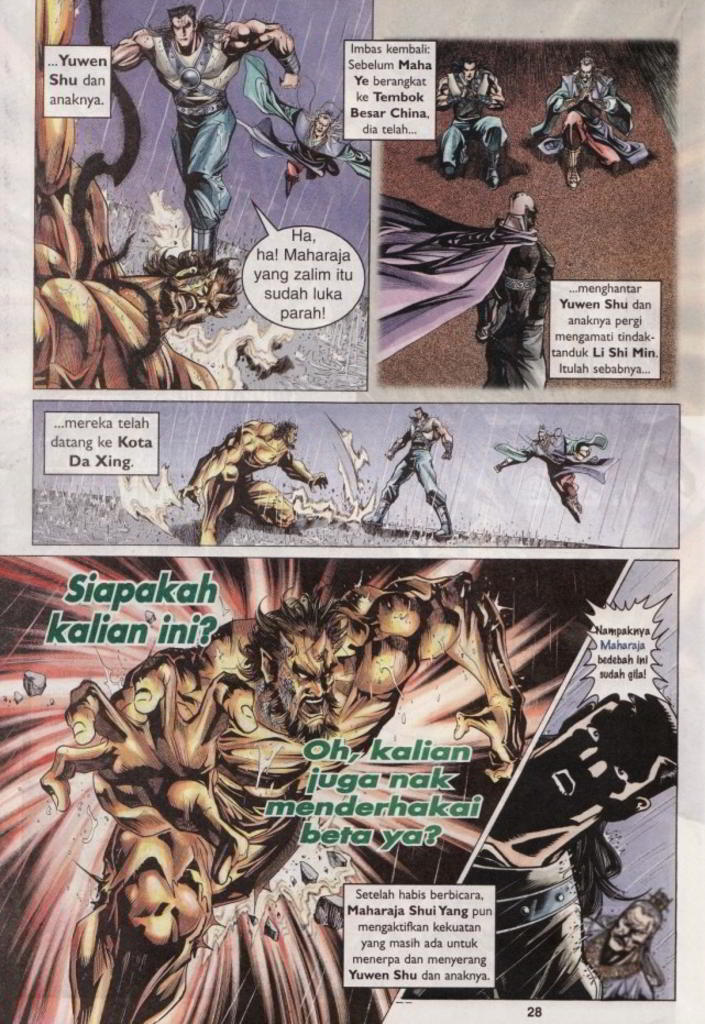 ...Yuwen
Shu dan
anaknya.
Ha,
ha! Maharaja
yang zalim itu
sudah luka
parah!
Imbas kembali:
Sebelum Maha
Ye berangkat
ke Tembok
Besar China,
dia telah...
...menghantar
Yuwen Shu dan
anaknya pergi
mengamati tindak-
tanduk Li Shi Min.
Itulah sebabnya...
...mereka telah
datang ke Kota
Da Xing.
Siapakah
kalian ini?
Oh, kalian
juga nak
menderhakai
beta ya?
Nampaknya
Maharaja
bedebah ini
sudah gila!
Setelah habis berbicara,
Maharaja Shui Yang pun
mengaktifkan kekuatan
yang masih ada untuk
menerpa dan menyerang
Yuwen Shu dan anaknya.
28